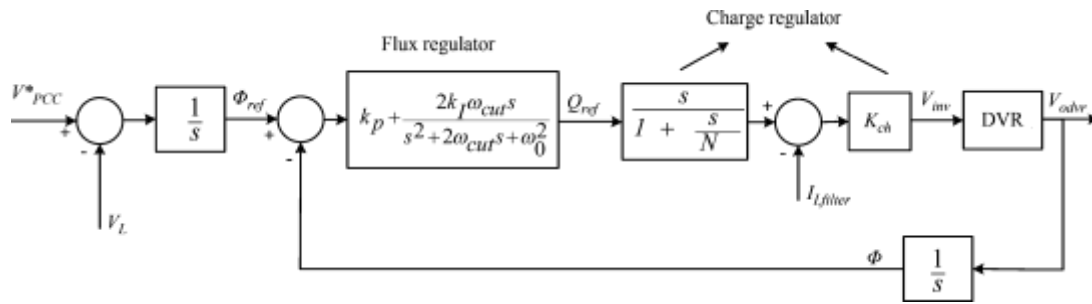 Charge regulator
Flux regulator
V*PCC
+
-
VL
1/s
Φref
+
-
kP + 2kIωcuts / s² + 2ωcuts + ω0²
Qref
s / 1 + s/N
+
-
II,filter
Kch
Vinv
DVR
Vodvr
Φ
1/s